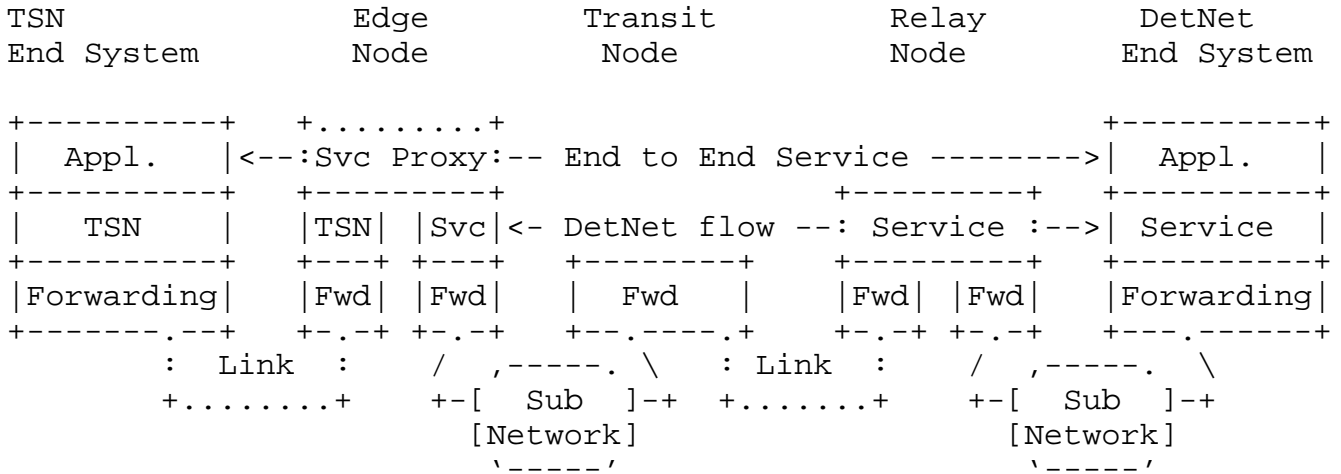 TSN                 Edge            Transit           Relay            DetNet
End System          Node             Node             Node           End System

+----------+    +.........+                                      +----------+
|   Appl.  |<--:Svc Proxy:-- End to End Service -------->|   Appl.  |
+----------+    +---------+                     +---------+      +----------+
|    TSN   |    |TSN| |Svc|<- DetNet flow --: Service :-->| Service  |
+----------+    +---+ +---+    +--------+    +---------+      +----------+
|Forwarding|    |Fwd| |Fwd|    |  Fwd   |    |Fwd| |Fwd|      |Forwarding|
+-------.--+    +-.-+ +-.-+    +--.----.+    +-.-+ +-.-+      +---.------+
        :  Link  :     /  ,-----. \   : Link  :     /  ,-----.  \
        +........+     +-[  Sub  ]-+  +.......+     +-[  Sub  ]-+
                         [Network]                    [Network]
                          `-----'                      `-----'